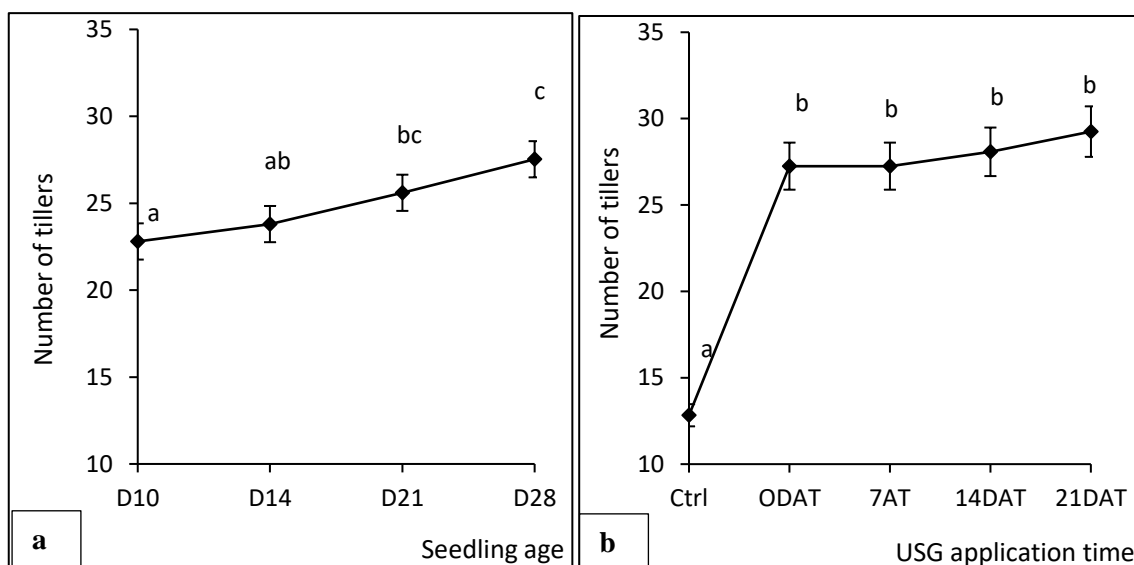 Number of tillers
35
30
25
20
15
10
a
ab
bc
c
D10 D14 D21 D28
Seedling age
a
Number of tillers
35
30
25
20
15
10
a
b
b
b
b
Ctrl ODAT 7AT 14DAT 21DAT
USG application time
b